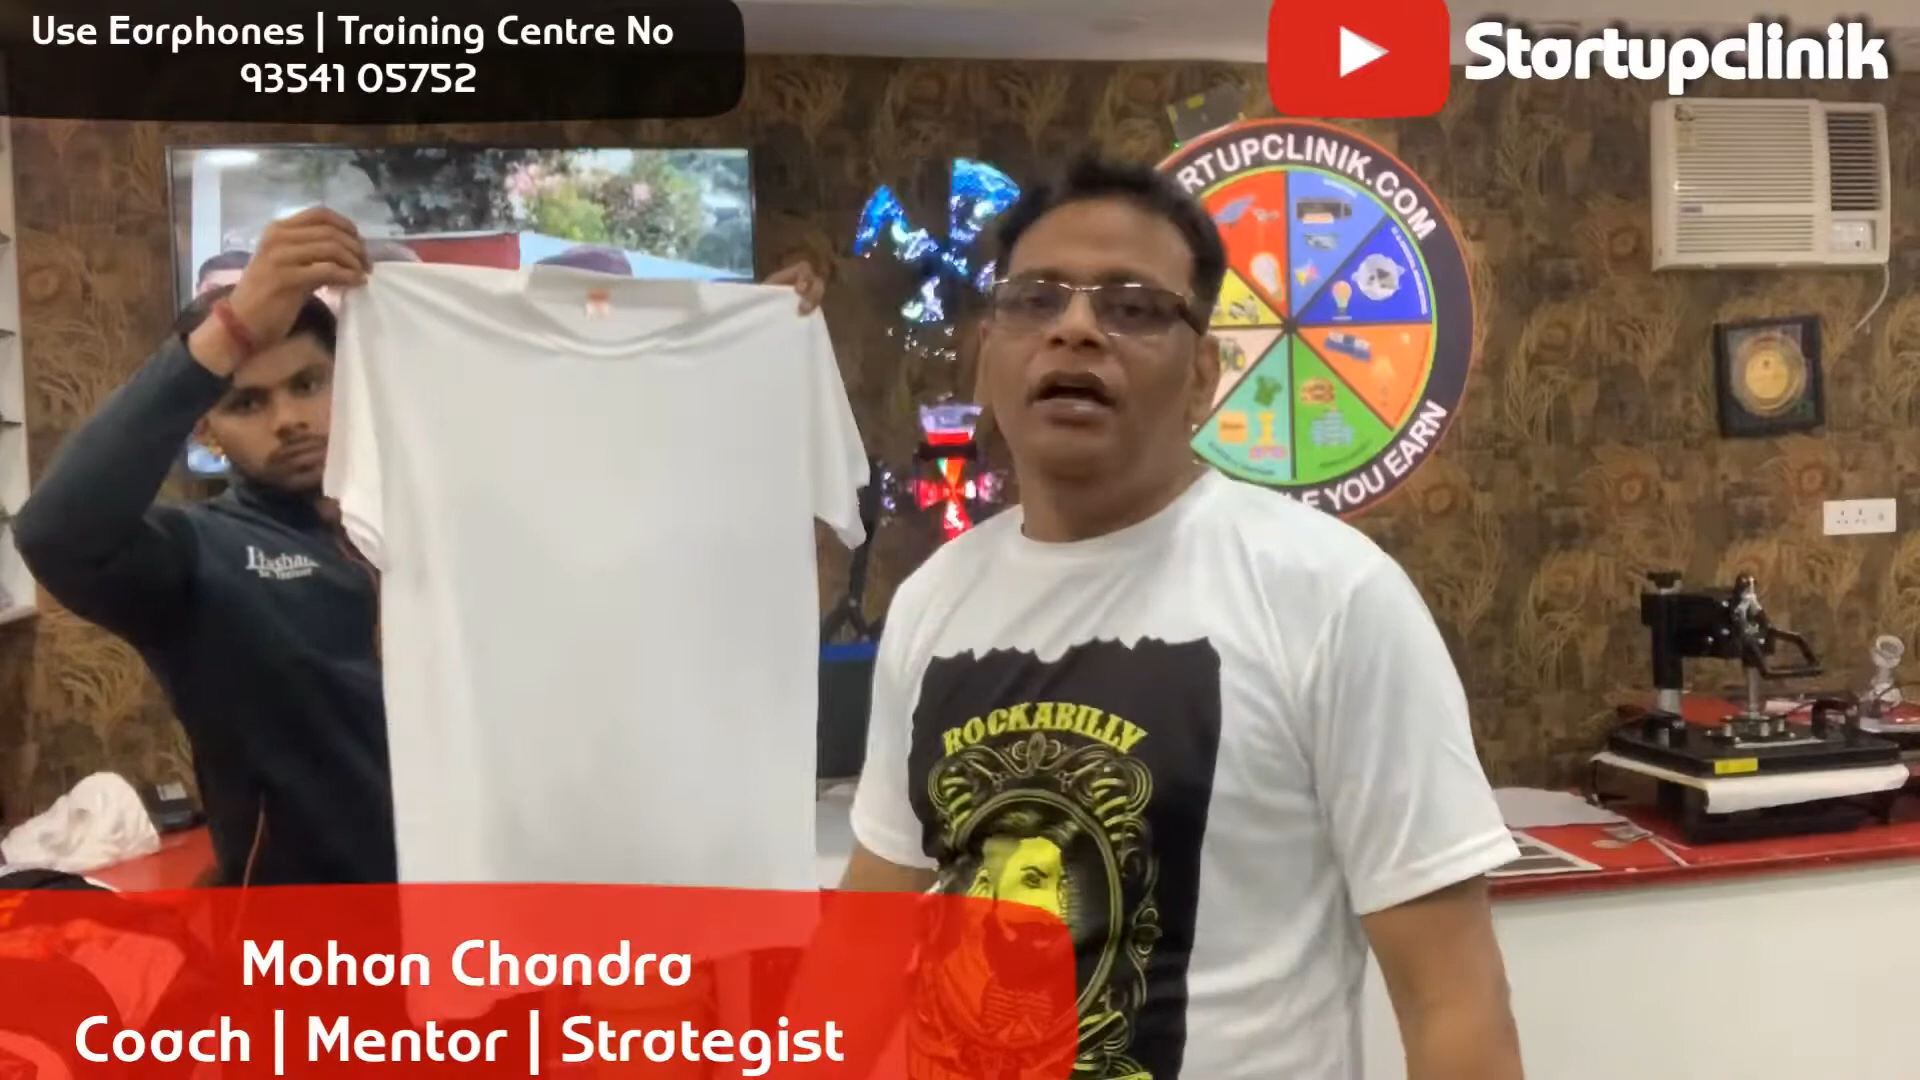 Use Earphones | Training Centre No
93541 05752
Startupclinik
RTUPCLINIK.COM
YOU EARN
ROCKABILLY
Mohan Chandra
Coach | Mentor | Strategist